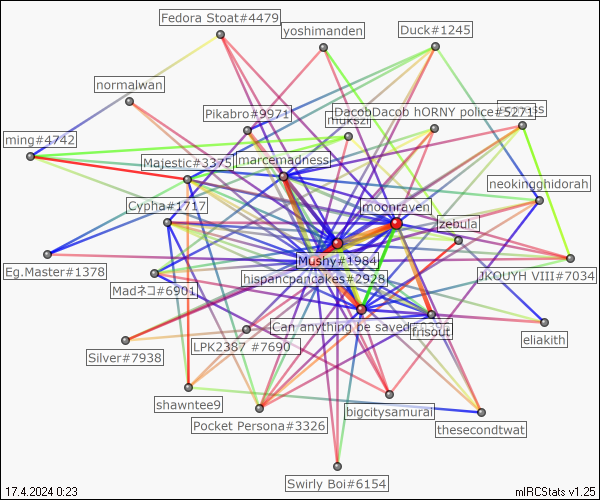 Fedora Stoat#4479
yoshimanden
Duck#1245
normalwan
Pikabro#9971
DacobDacob hORNY police#5271
ming#4742
Majestic#3375
marcemadness
neokingghidorah
Cypha#1717
moonraven
zebula
Mushy#1984
Eg.Master#1378
hispancpancakes#2928
JKOUYH VIII#7034
Madネコ#6901
Can anything be saved
frisout
eliakith
Silver#7938
LPK2387 #7690
shawntee9
bigcitysamurai
Pocket Persona#3326
thesecondtwat
Swirly Boi#6154
17.4.2024 0:23
mIRCStats v1.25